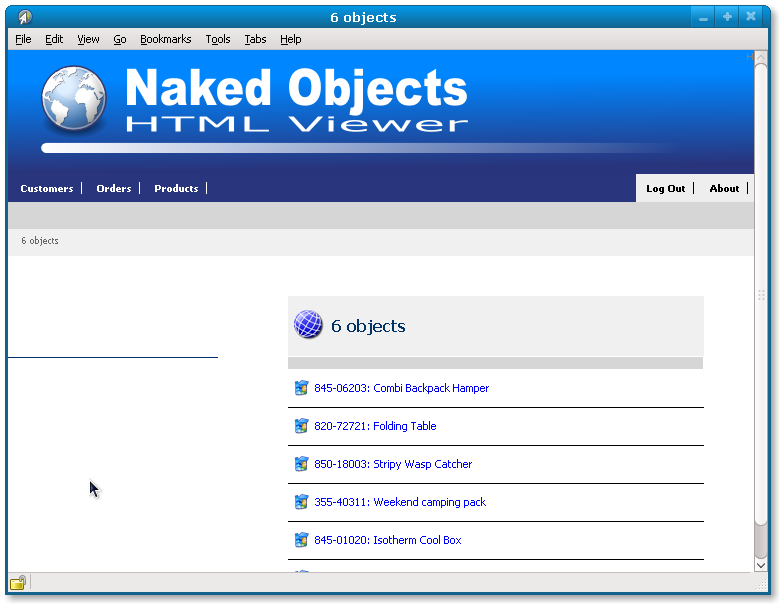 6 objects
File Edit View Go Bookmarks Tools Tabs Help
Naked Objects
HTML Viewer
Customers Orders Products Log Out About
6 objects
6 objects
845-06203: Combi Backpack Hamper
820-72721: Folding Table
850-18003: Stripy Wasp Catcher
355-40311: Weekend camping pack
845-01020: Isotherm Cool Box